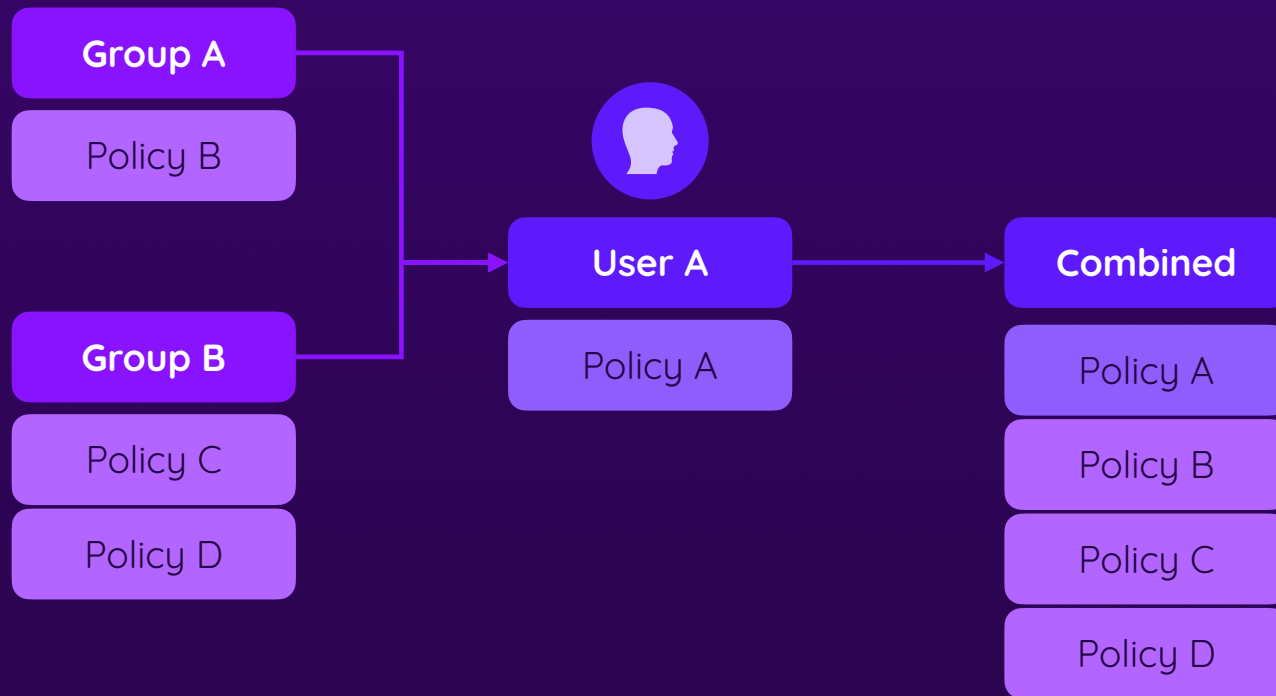 Group A
Policy B
Group B
Policy C
Policy D
User A
Policy A
Combined
Policy A
Policy B
Policy C
Policy D